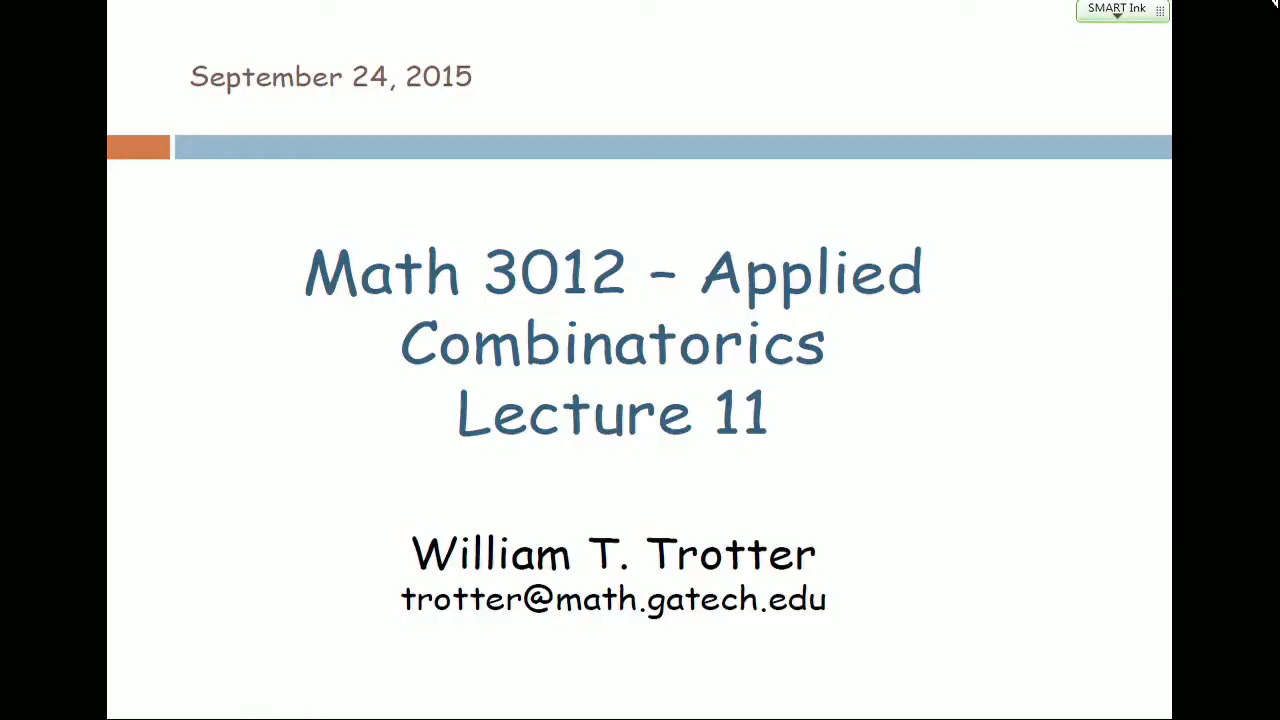 SMART Ink
September 24, 2015
Math 3012 – Applied
Combinatorics
Lecture 11
William T. Trotter
trotter@math.gatech.edu